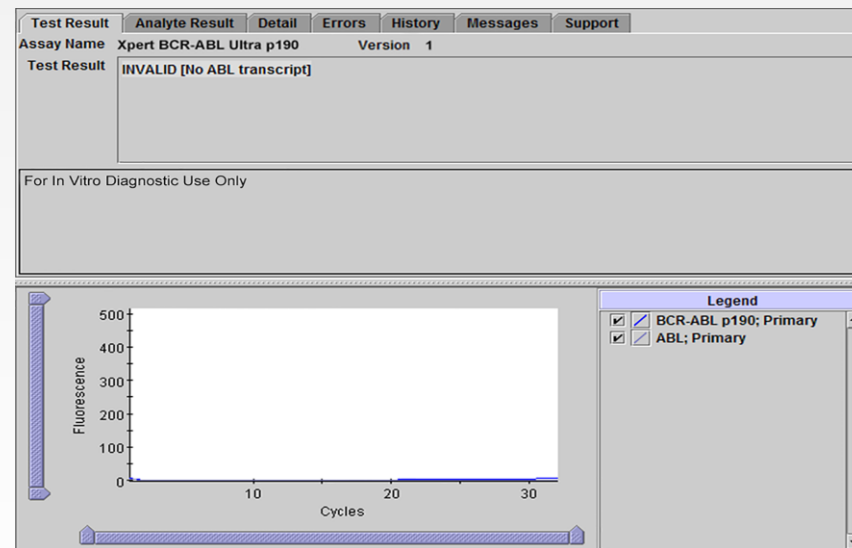 Test Result Analyte Result Detail Errors History Messages Support
Assay Name Xpert BCR-ABL Ultra p190 Version 1
Test Result INVALID [No ABL transcript]
For In Vitro Diagnostic Use Only
Legend
BCR-ABL p190; Primary
ABL; Primary
500
400
300
200
100
0
Fluorescence
10 20 30
Cycles